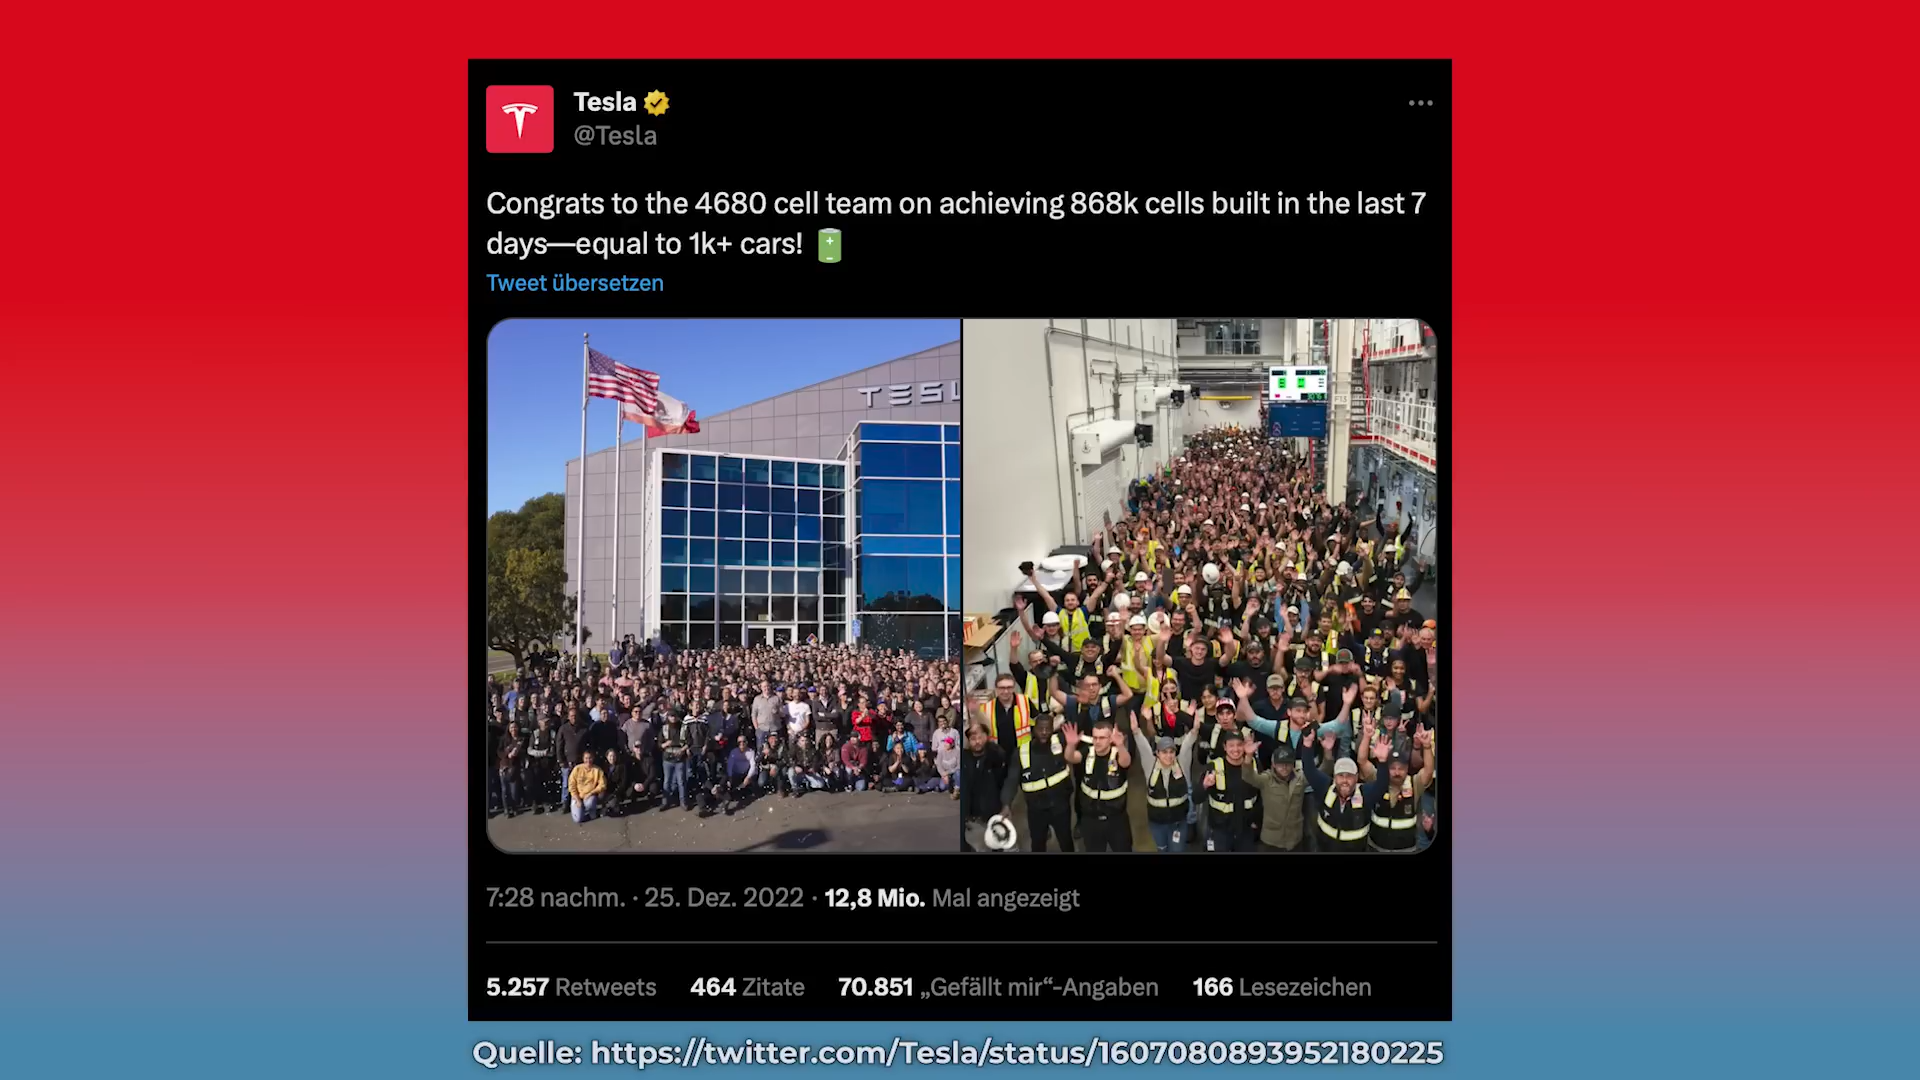 Tesla
@Tesla
Congrats to the 4680 cell team on achieving 868k cells built in the last 7
days—equal to 1k+ cars!
Tweet übersetzen
TESL
F13
7:28 nachm. · 25. Dez. 2022 · 12,8 Mio. Mal angezeigt
5.257 Retweets 464 Zitate 70.851 „Gefällt mir“-Angaben 166 Lesezeichen
Quelle: https://twitter.com/Tesla/status/1607080893952180225